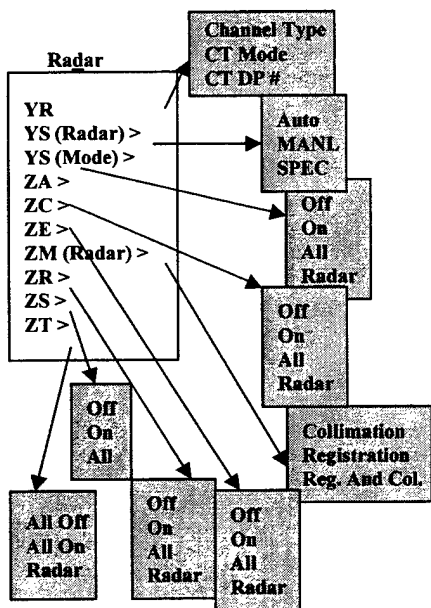 Radar
YR
YS (Radar) >
YS (Mode) >
ZA >
ZC >
ZE >
ZM (Radar) >
ZR >
ZS >
ZT >
Channel Type
CT Mode
CT DP #
Auto
MANL
SPEC
Off
On
All
Radar
Off
On
All
Radar
Collimation
Registration
Reg. And Col.
Off
On
All
All Off
All On
Radar
Off
On
All
Radar
Off
On
All
Radar